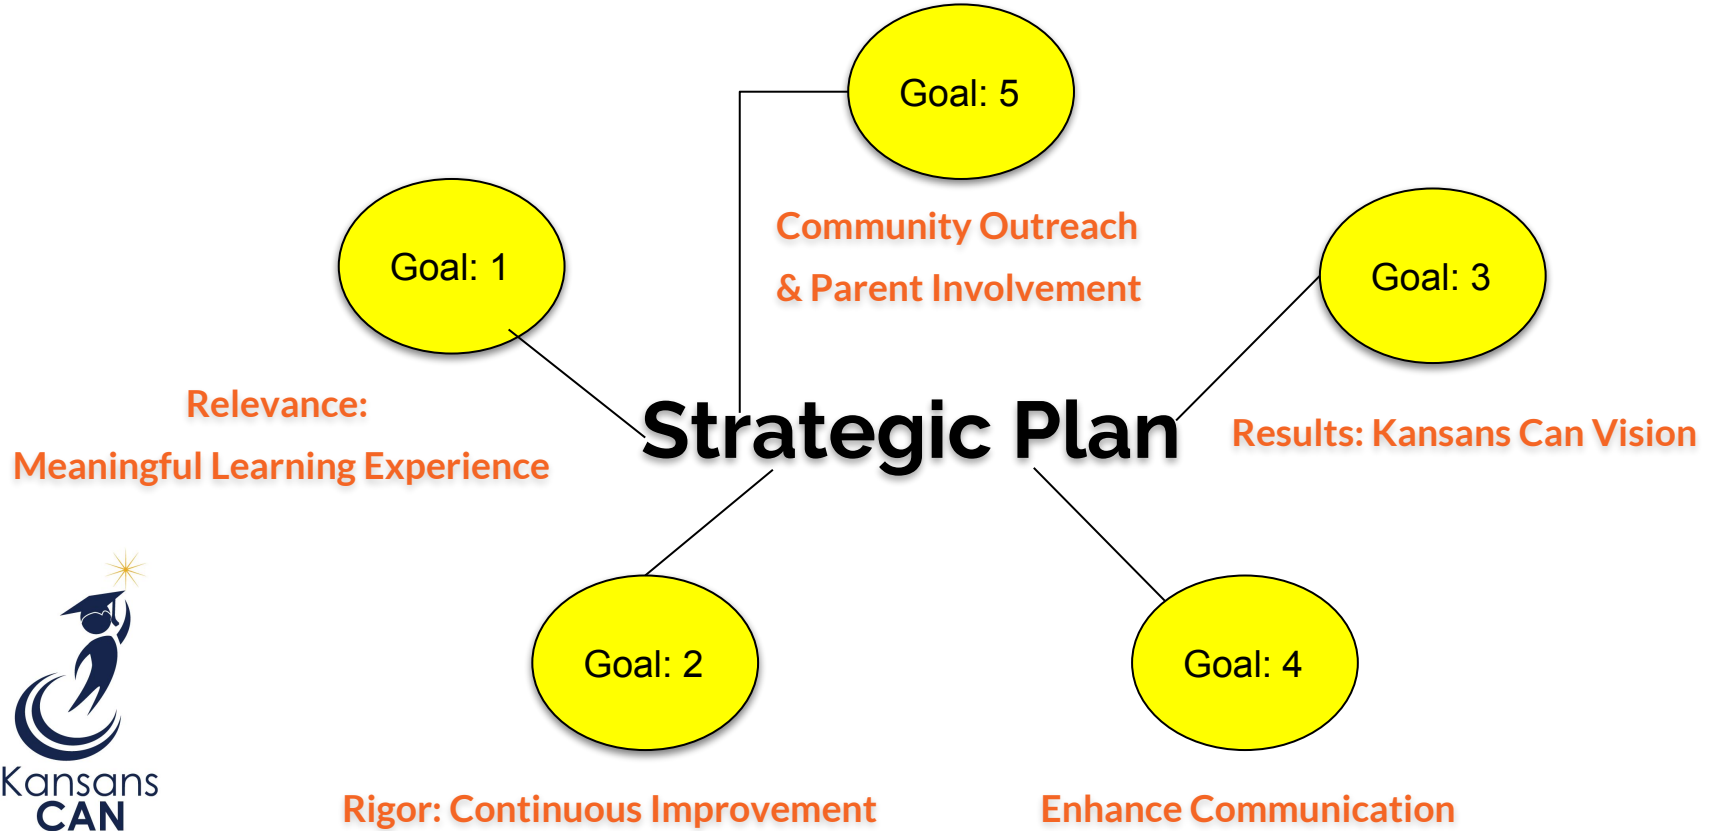 Goal: 5
Community Outreach
& Parent Involvement
Goal: 1
Relevance:
Meaningful Learning Experience
Goal: 3
Results: Kansans Can Vision
Strategic Plan
Goal: 2
Rigor: Continuous Improvement
Goal: 4
Enhance Communication
Kansans
CAN